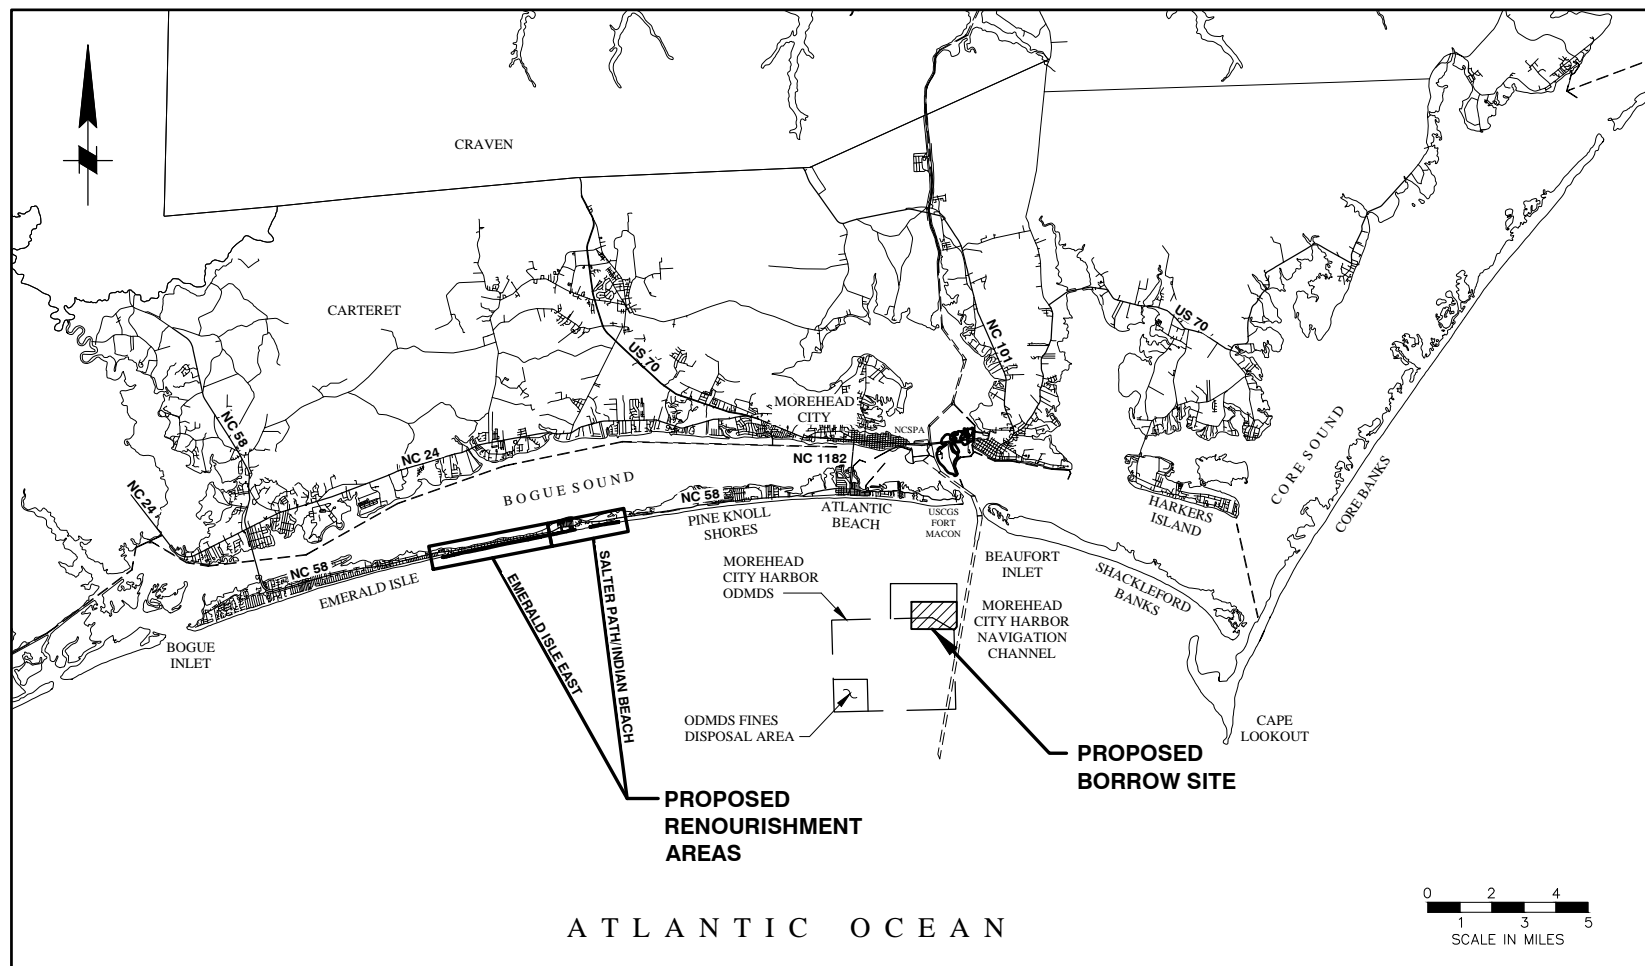 CRAVEN
CARTERET
US 70
NC 101
US 70
MOREHEAD
CITY
NCSPA
NC 58
NC 24
NC 24
NC 1182
BOGUE SOUND
NC 58
PINE KNOLL
SHORES
ATLANTIC
BEACH
USCGS
FORT
MACON
HARKERS
ISLAND
CORE SOUND
CORE BANKS
NC 58
EMERALD ISLE
BOGUE
INLET
MOREHEAD
CITY HARBOR
ODMDS
BEAUFORT
INLET
SHACKLEFORD
BANKS
MOREHEAD
CITY HARBOR
NAVIGATION
CHANNEL
EMERALD ISLE EAST
SALTER PATH/INDIAN BEACH
ODMDS FINES
DISPOSAL AREA
CAPE
LOOKOUT
PROPOSED
BORROW SITE
PROPOSED
RENOURISHMENT
AREAS
ATLANTIC OCEAN
0 2 4
1 3 5
SCALE IN MILES